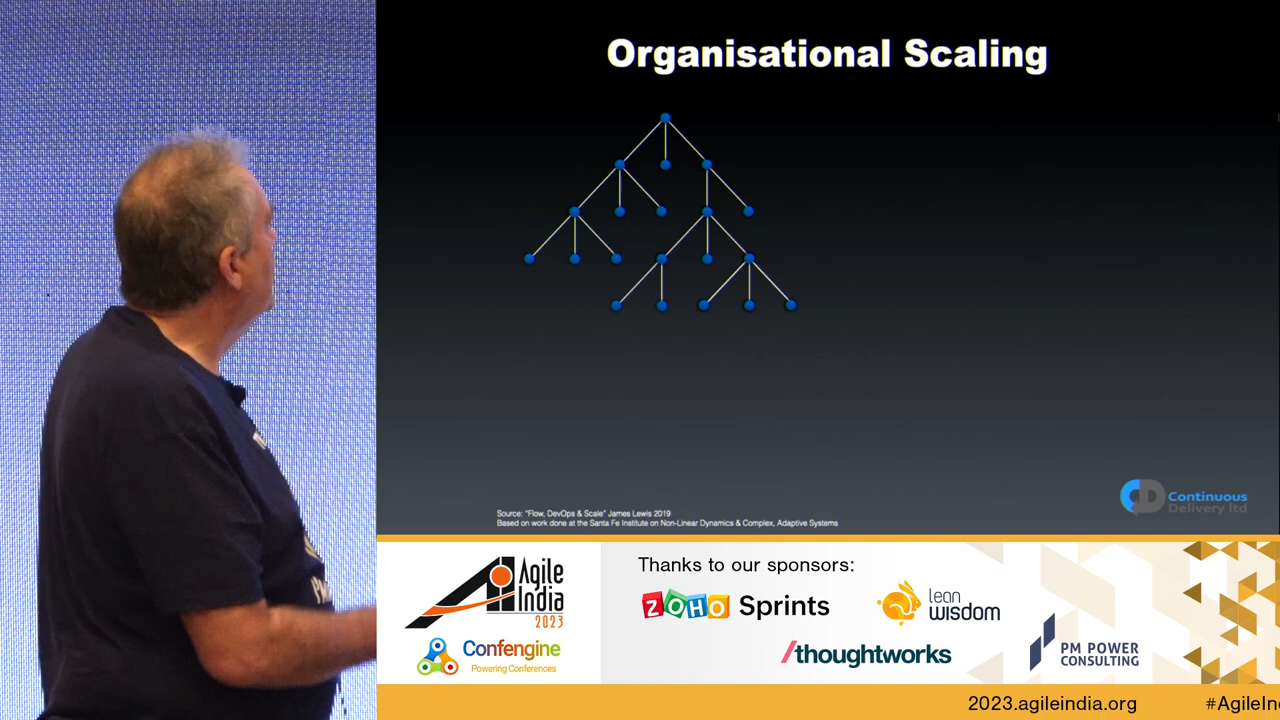 Organisational Scaling
Source: "Flow, DevOps & Scale" James Lewis 2019
Based on work done at the Santa Fe Institute on Non-Linear Dynamics & Complex, Adaptive Systems
Continuous
Delivery ltd
Agile
India
2023
Confengine
Powering Conferences
Thanks to our sponsors:
ZOHO Sprints
lean
wisdom
/thoughtworks
PM POWER
CONSULTING
2023.agileindia.org
#AgileIn